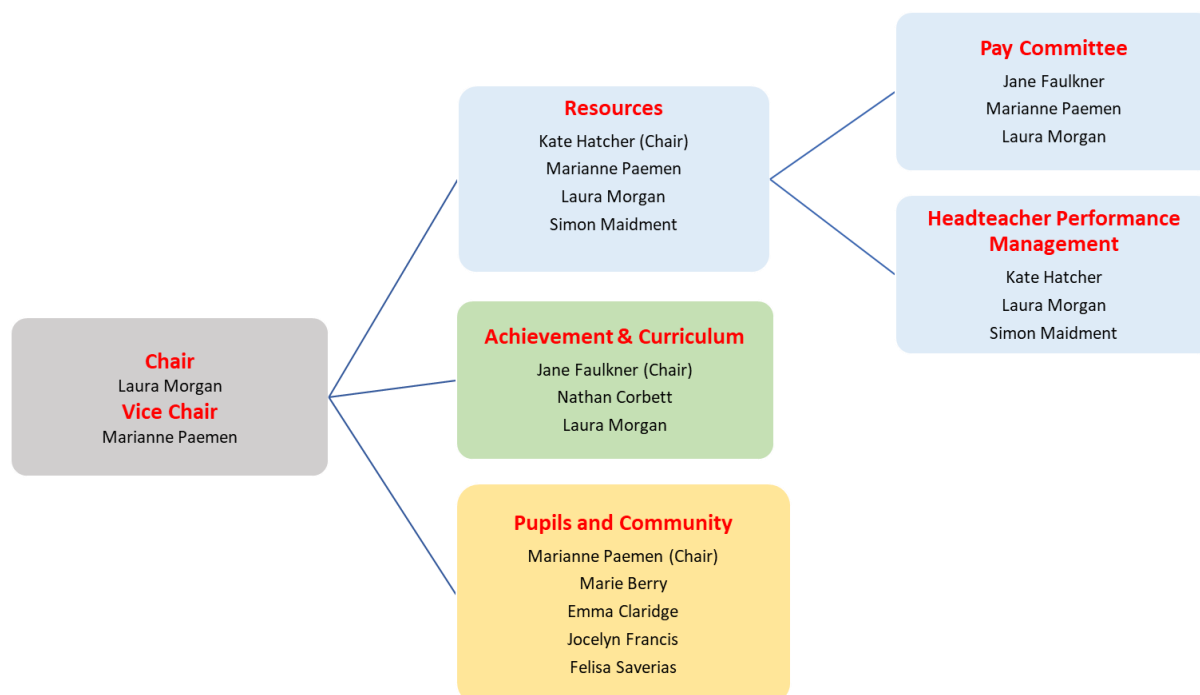 Chair
Laura Morgan
Vice Chair
Marianne Paemen
Resources
Kate Hatcher (Chair)
Marianne Paemen
Laura Morgan
Simon Maidment
Achievement & Curriculum
Jane Faulkner (Chair)
Nathan Corbett
Laura Morgan
Pupils and Community
Marianne Paemen (Chair)
Marie Berry
Emma Claridge
Jocelyn Francis
Felisa Saverias
Pay Committee
Jane Faulkner
Marianne Paemen
Laura Morgan
Headteacher Performance
Management
Kate Hatcher
Laura Morgan
Simon Maidment